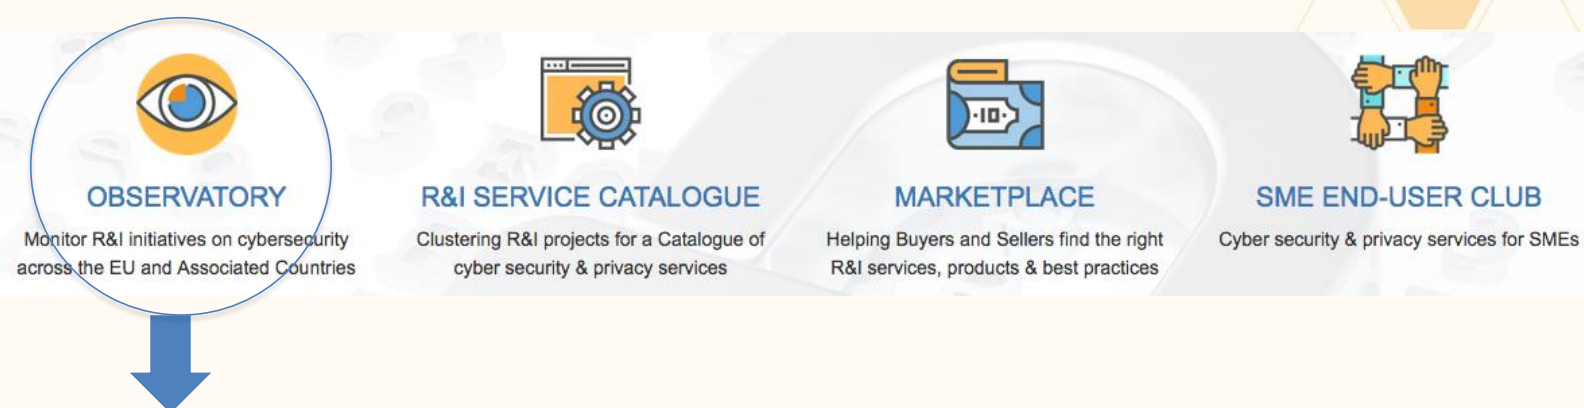 OBSERVATORY
Monitor R&I initiatives on cybersecurity
across the EU and Associated Countries
R&I SERVICE CATALOGUE
Clustering R&I projects for a Catalogue of
cyber security & privacy services
·10·
MARKETPLACE
Helping Buyers and Sellers find the right
R&I services, products & best practices
SME END-USER CLUB
Cyber security & privacy services for SMEs